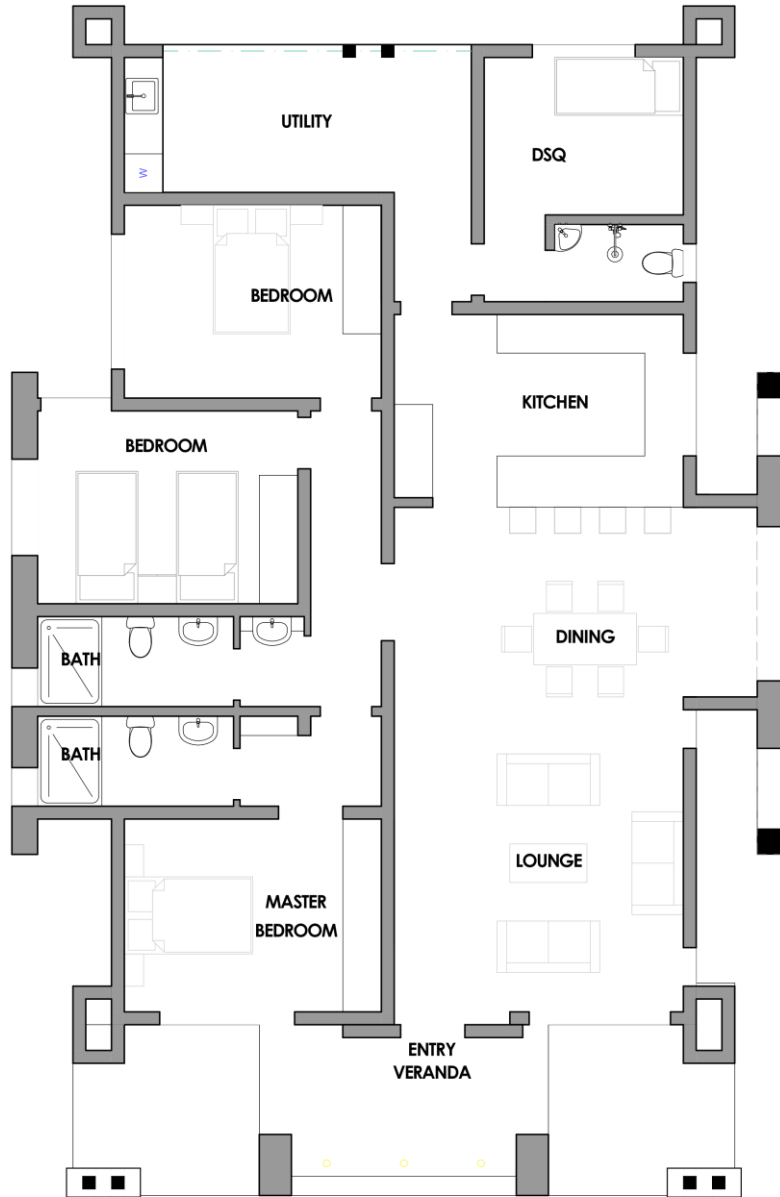 UTILITY
DSQ
W
BEDROOM
KITCHEN
BEDROOM
DINING
BATH
BATH
LOUNGE
MASTER
BEDROOM
ENTRY
VERANDA